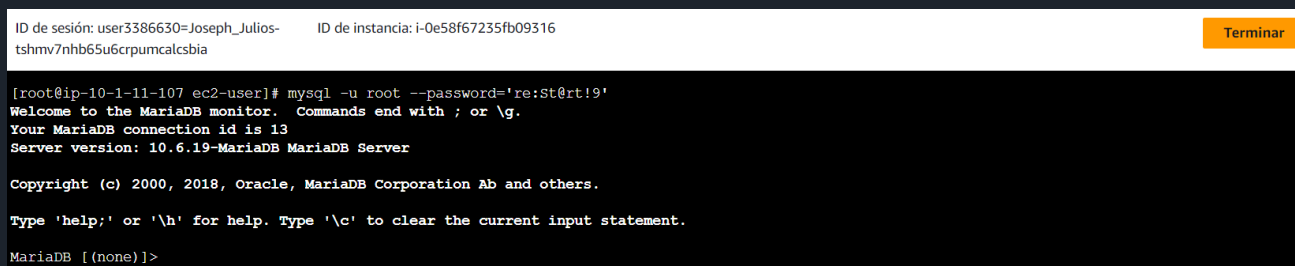 ID de sesión: user3386630=Joseph_Julios-
tshmv7nhb65u6crpumcalcsbia
ID de instancia: i-0e58f67235fb09316
Terminar
[root@ip-10-1-11-107 ec2-user]# mysql -u root --password='re:St@rt!9'
Welcome to the MariaDB monitor.  Commands end with ; or \g.
Your MariaDB connection id is 13
Server version: 10.6.19-MariaDB MariaDB Server
Copyright (c) 2000, 2018, Oracle, MariaDB Corporation Ab and others.
Type 'help;' or '\h' for help. Type '\c' to clear the current input statement.
MariaDB [(none)]>